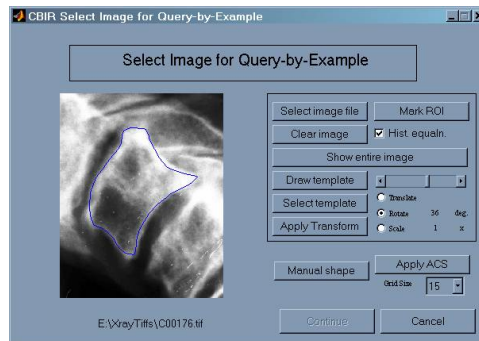 CBIR Select Image for Query-by-Example
Select Image for Query-by-Example
Select image file
Mark ROI
Clear image
Hist. equaln.
Show entire image
Draw template
Select template
Translate
Rotate 36 deg.
Apply Transform
Scale 1 x
Manual shape
Apply ACS
Grid Size 15
E:\XrayTiffs\C00176.tif
Continue
Cancel